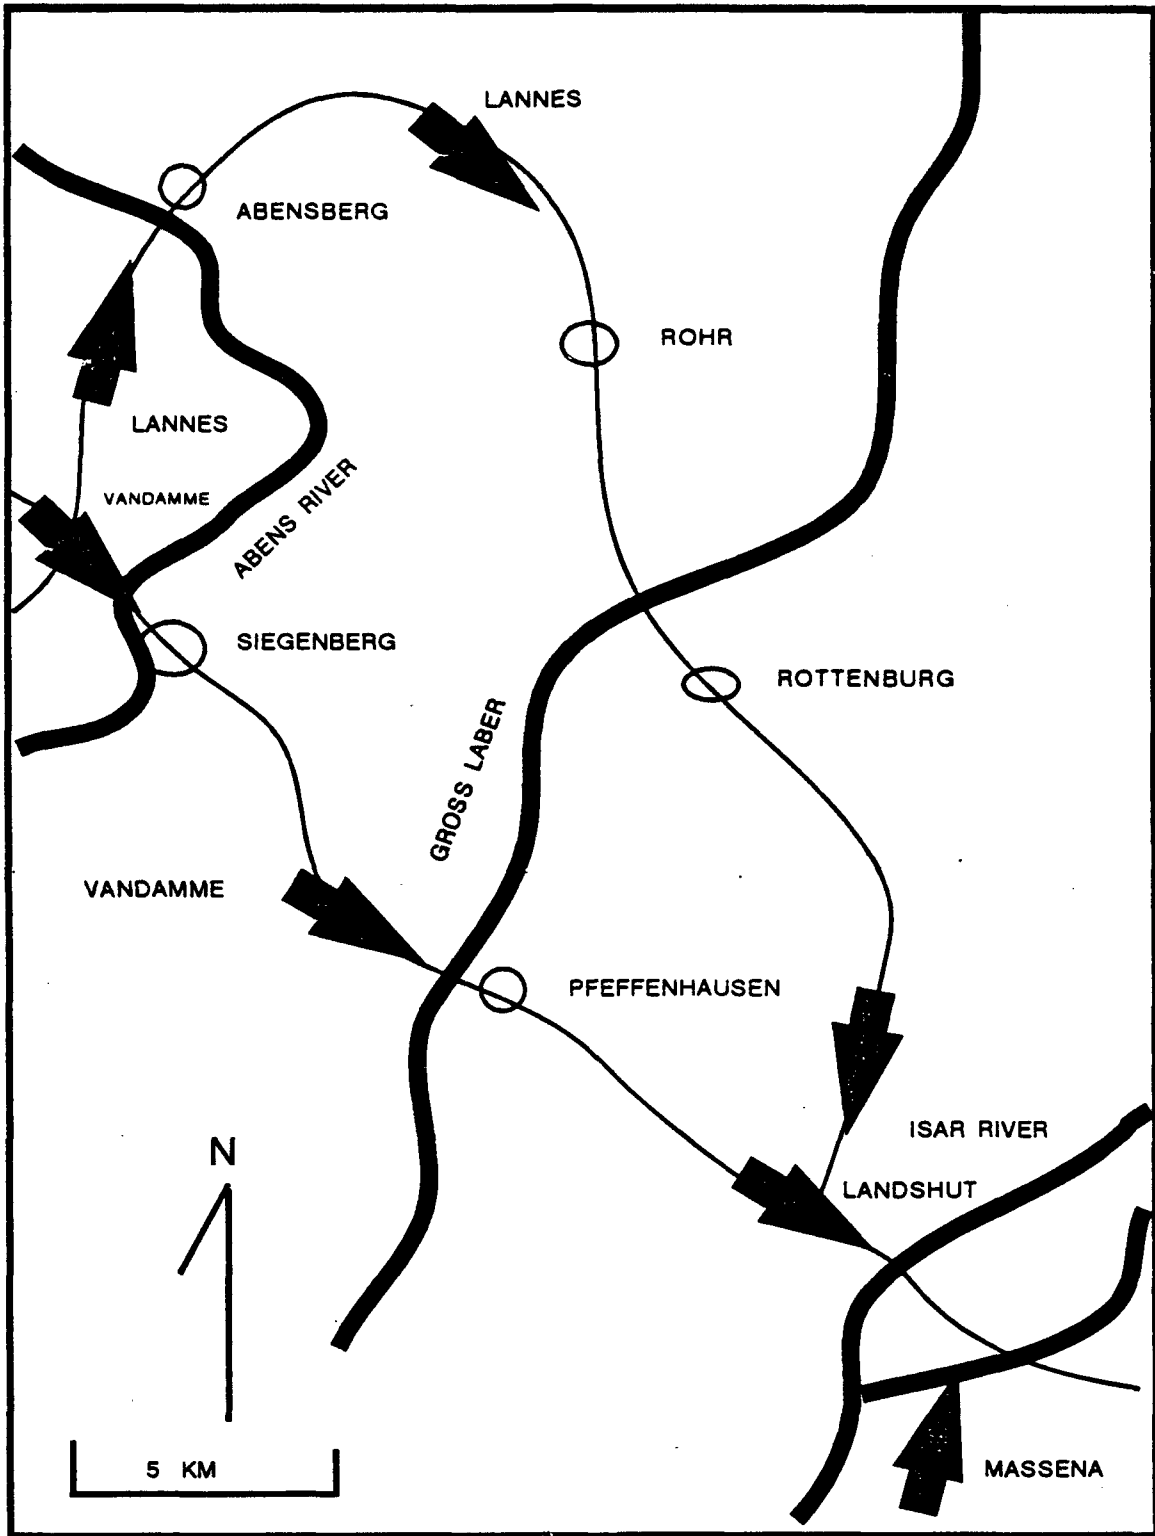 LANNES
ABENSBERG
ROHR
LANNES
VANDAMME
ABENS RIVER
SIEGENBERG
ROTTENBURG
GROSS LABER
VANDAMME
PFEFFENHAUSEN
ISAR RIVER
N
LANDSHUT
5 KM
MASSENA